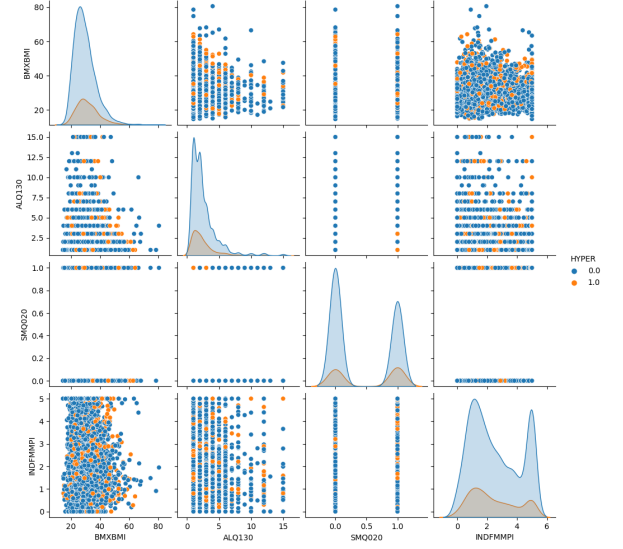 80
60
40
20
BMXBMI
15.0
12.5
10.0
7.5
5.0
2.5
ALQ130
HYPER
0.0
1.0
1.0
0.8
0.6
0.4
0.2
0.0
SMQ020
5
4
3
2
1
0
INDFMMPI
20 40 60 80
0 5 10 15
0.0 0.5 1.0
0 2 4 6
BMXBMI
ALQ130
SMQ020
INDFMMPI